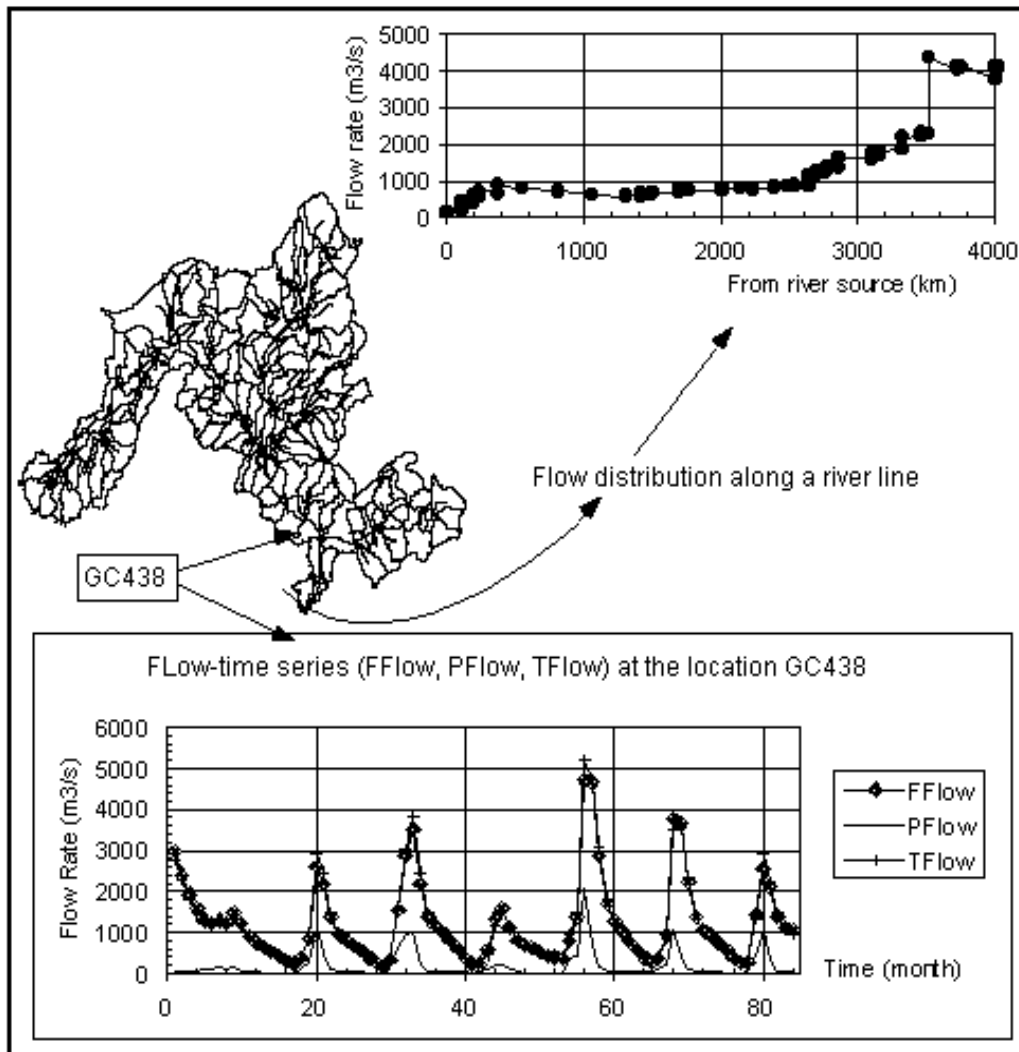 5000
4000
3000
2000
1000
0
Flow rate (m3/s)
0 1000 2000 3000 4000
From river source (km)
Flow distribution along a river line
GC438
FLow-time series (FFlow, PFlow, TFlow) at the location GC438
6000
5000
4000
3000
2000
1000
0
Flow Rate (m3/s)
0 20 40 60 80
Time (month)
FFlow
PFlow
TFlow